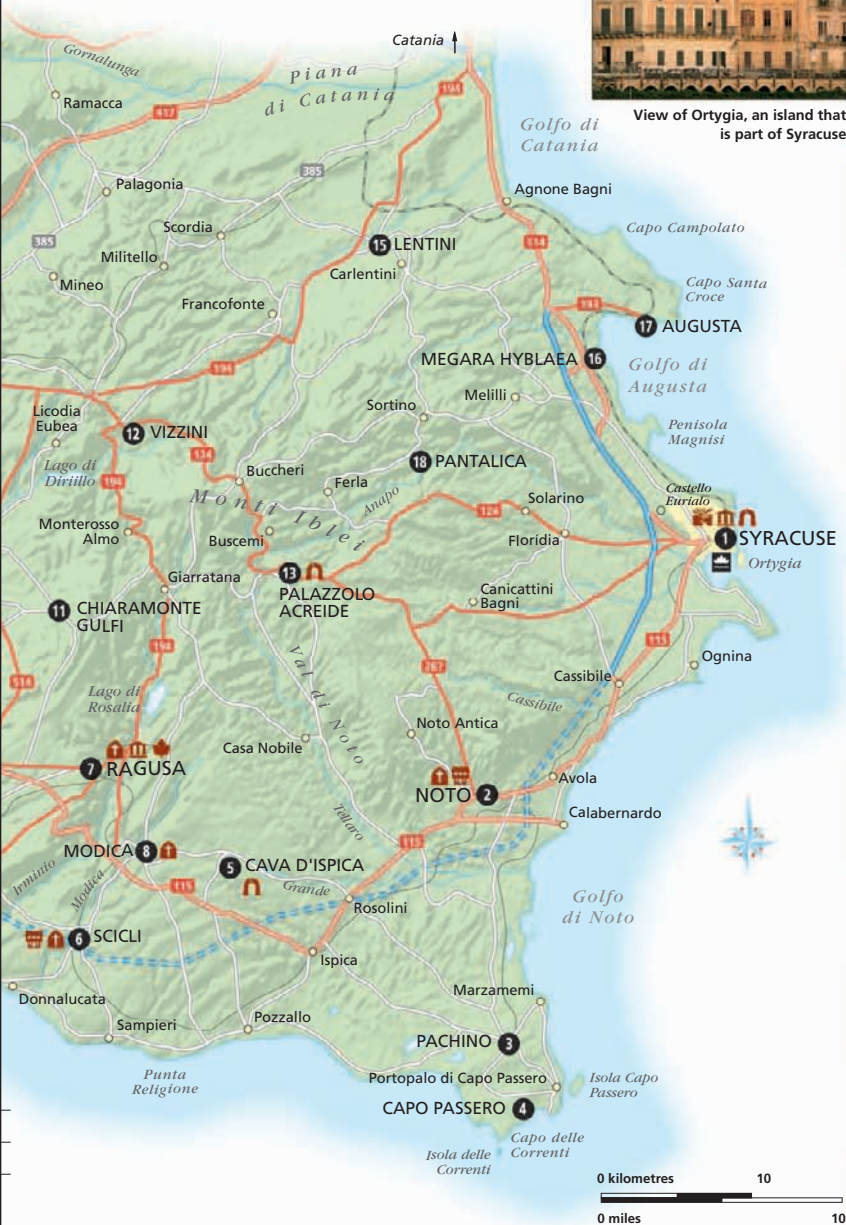 Catania
Gornalunga
Piana
di Catania
Ramacca
417
194
View of Ortygia, an island that
is part of Syracuse
Golfo di
Catania
385
Palagonia
Agnone Bagni
Scordia
Capo Campolato
385
15 LENTINI
114
Militello
Carlentini
Mineo
Capo Santa
Croce
Francofonte
193
17 AUGUSTA
MEGARA HYBLAEA 16
Golfo di
Augusta
194
Melilli
Licodia
Eubea
Sortino
Penisola
Magnisi
12 VIZZINI
124
18 PANTALICA
Lago di
Dirillo
Buccheri
194
Ferla
Castello
Eurialo
Monti Iblei
Anapo
Solarino
124
Monterosso
Almo
Buscemi
Floridia
1 SYRACUSE
Ortygia
13
PALAZZOLO
ACREIDE
Giarratana
Canicattini
Bagni
11 CHIARAMONTE
GULFI
115
194
Ognina
287
514
Val di Noto
Cassibile
Lago di
Rosalia
Cassibile
Noto Antica
Casa Nobile
7 RAGUSA
Avola
NOTO 2
Calabernardo
Tellaro
115
MODICA 8
5 CAVA D'ISPICA
Irminio
Modica
115
Grande
Rosolini
Golfo
di Noto
6 SCICLI
Ispica
Donnalucata
Marzamemi
Sampieri
Pozzallo
PACHINO 3
Punta
Religione
Portopalo di Capo Passero
Isola Capo
Passero
CAPO PASSERO 4
Capo delle
Correnti
Isola delle
Correnti
0 kilometres 10
0 miles 10